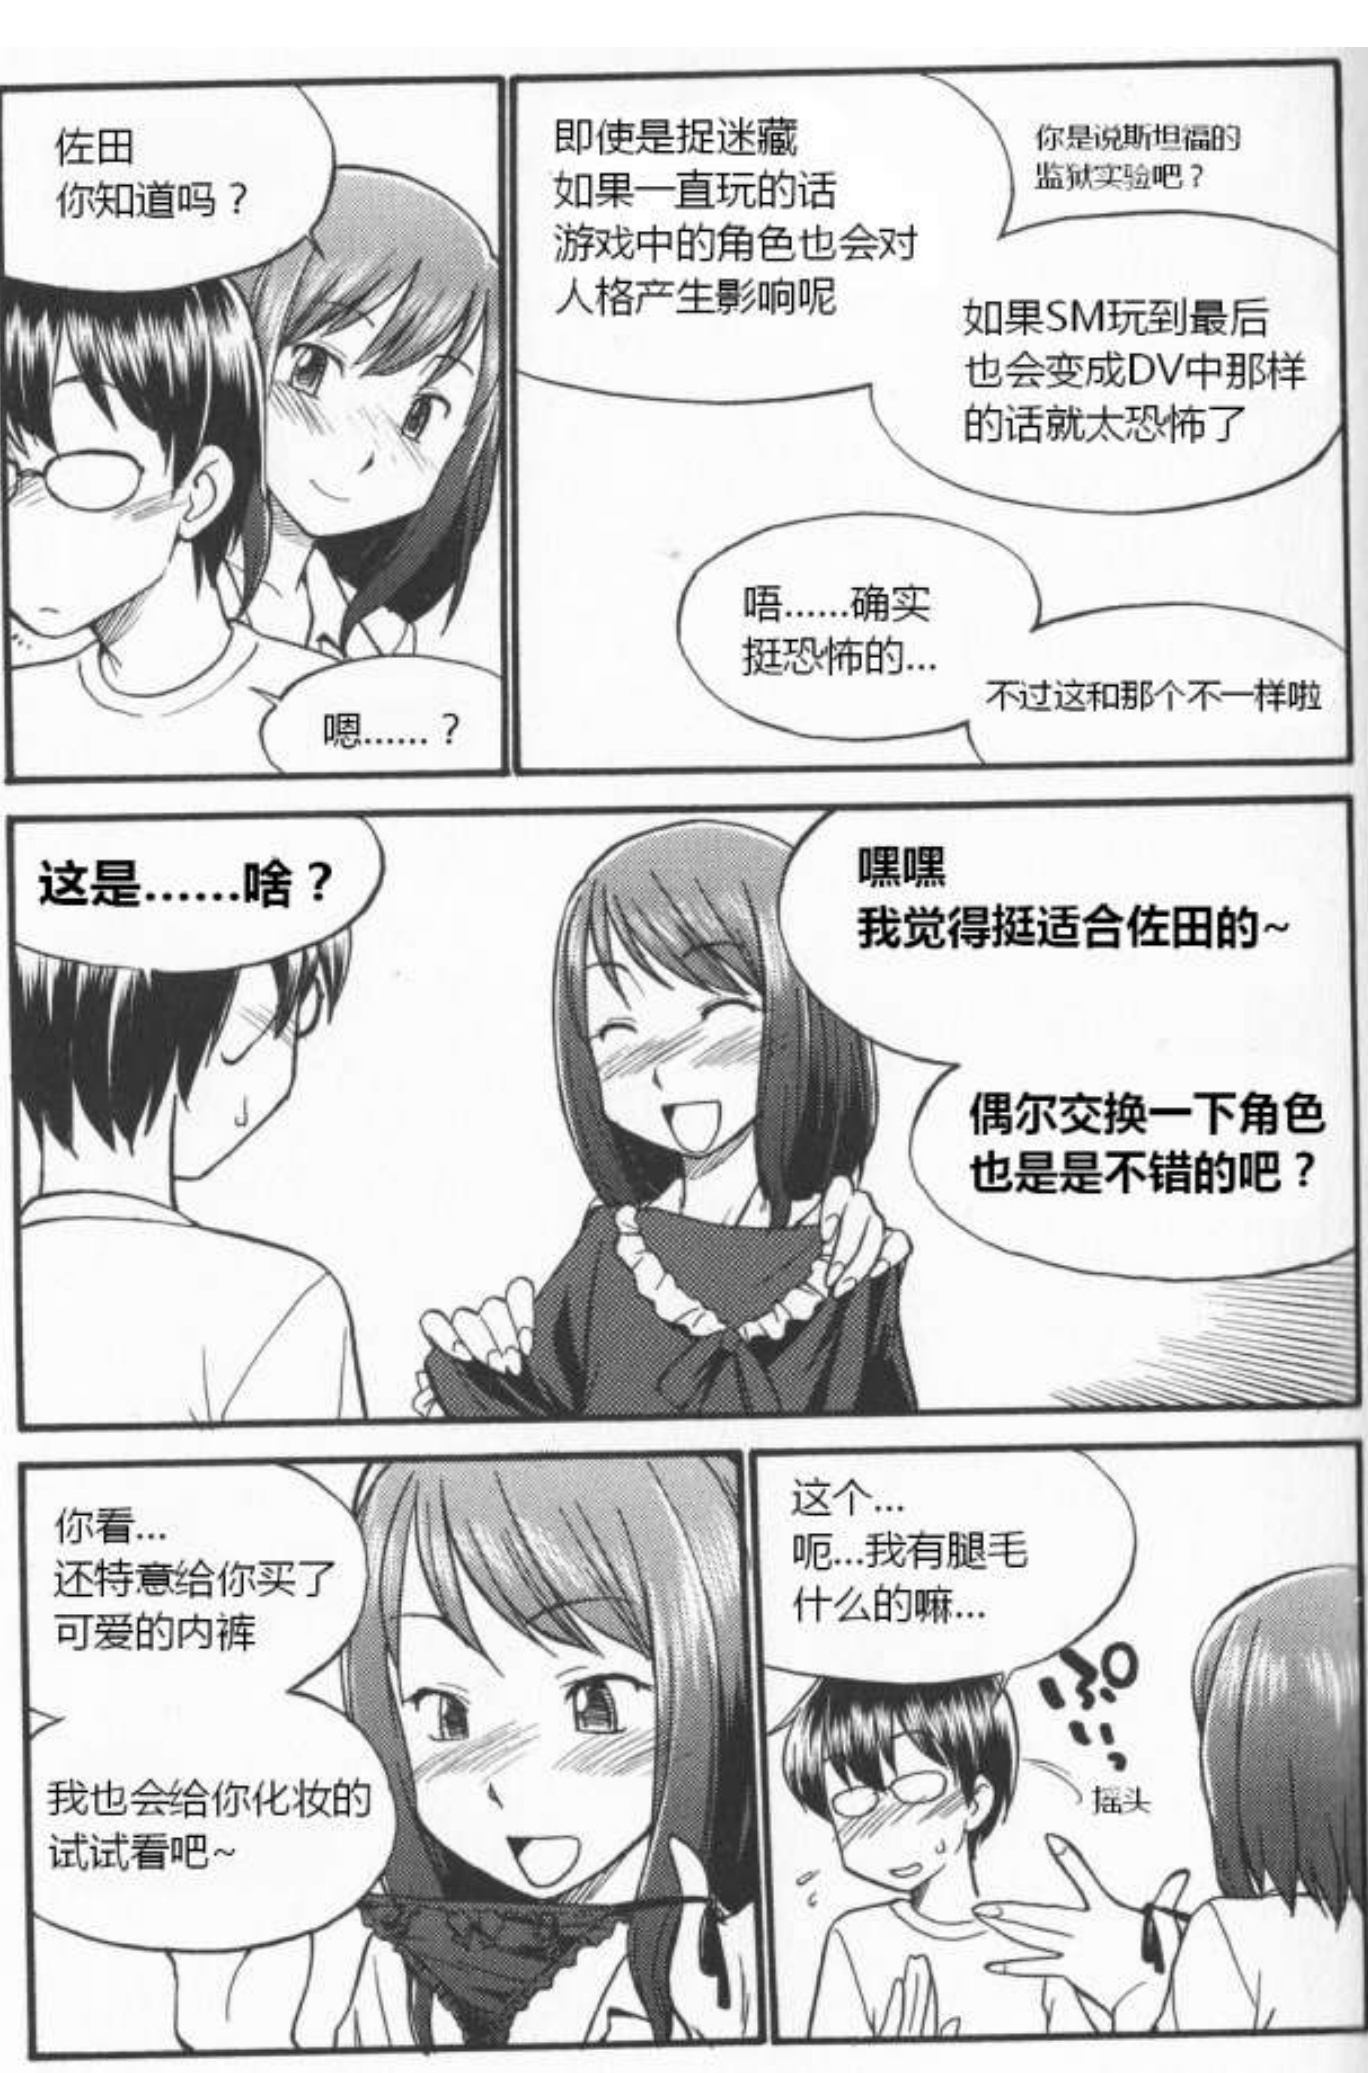 佐田
你知道吗？
嗯......？
即使是捉迷藏
如果一直玩的话
游戏中的角色也会对
人格产生影响呢
你是说斯坦福的
监狱实验吧？
如果SM玩到最后
也会变成DV中那样
的话就太恐怖了
唔......确实
挺恐怖的...
不过这和那个不一样啦
这是......啥？
嘿嘿
我觉得挺适合佐田的~
偶尔交换一下角色
也是是不错的吧？
你看...
还特意给你买了
可爱的内裤
我也会给你化妆的
试试看吧~
这个...
呃...我有腿毛
什么的嘛...
ぷい
摇头